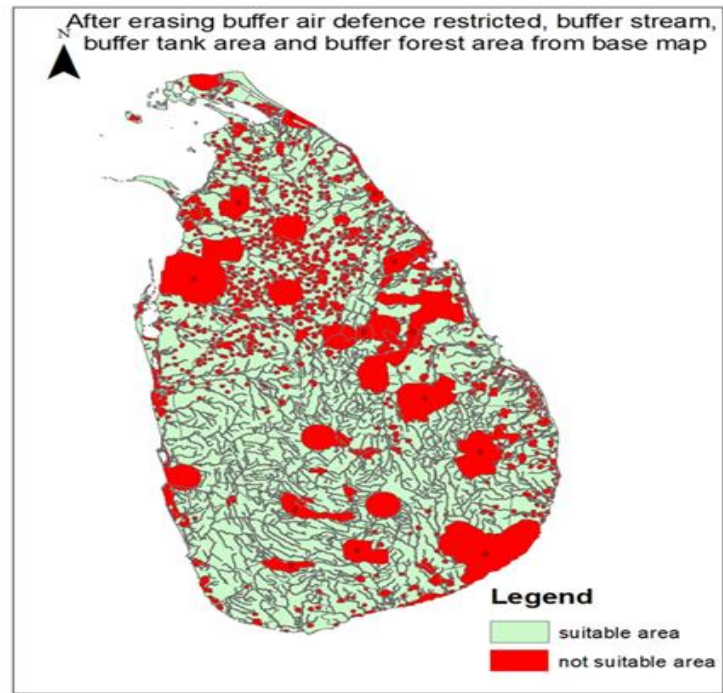 After erasing buffer air defence restricted, buffer stream,
buffer tank area and buffer forest area from base map
N
Legend
suitable area
not suitable area